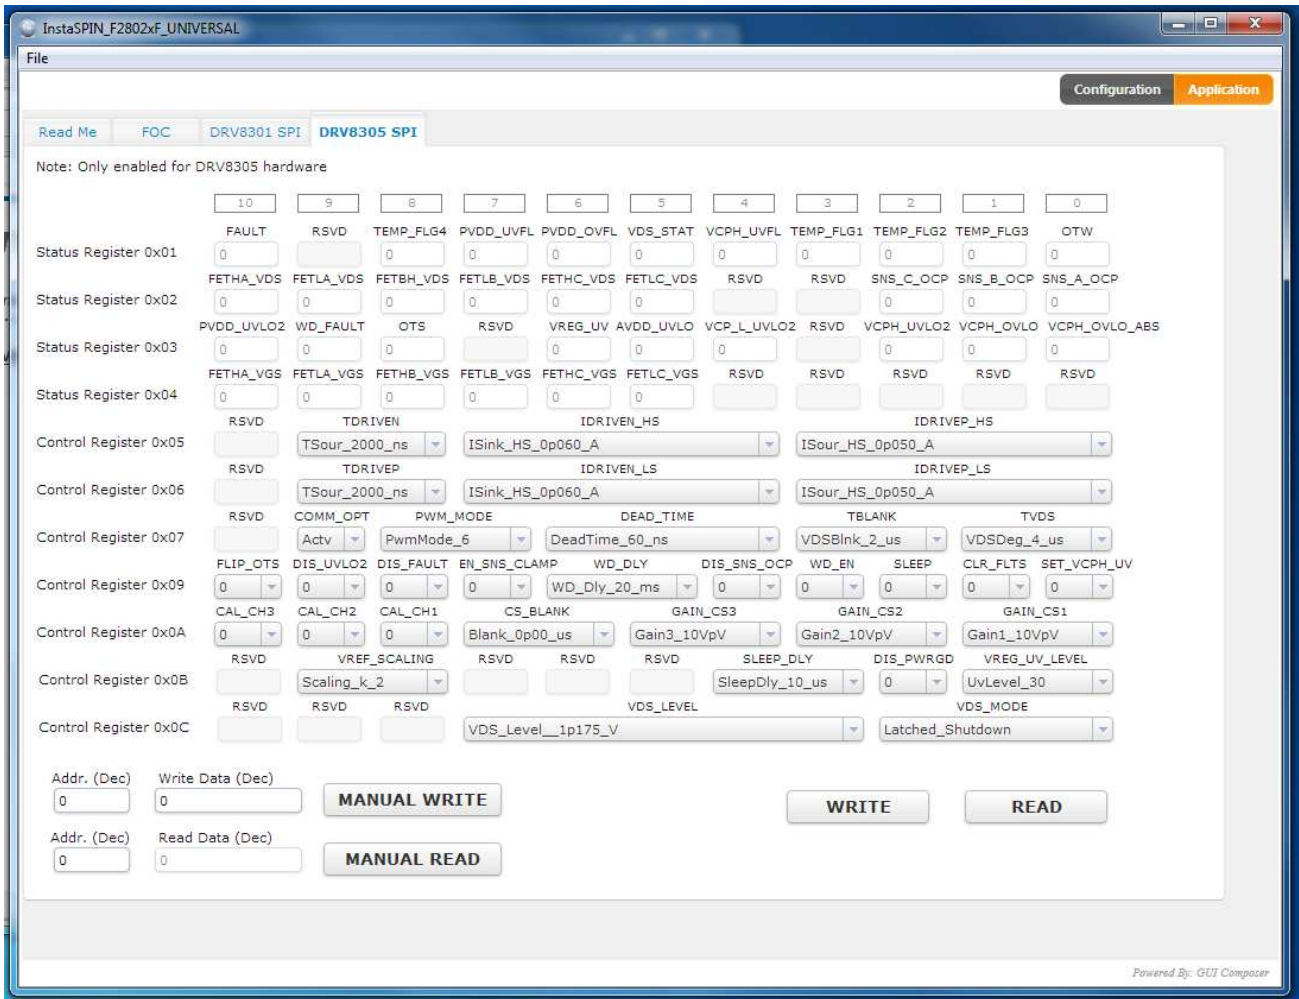 InstaSPIN_F2802xF_UNIVERSAL
File
Configuration Application
Read Me FOC DRV8301 SPI DRV8305 SPI
Note: Only enabled for DRV8305 hardware
10 9 8 7 6 5 4 3 2 1 0
FAULT RSVD TEMP_FLG4 PVDD_UVFL PVDD_OVFL VDS_STAT VCPH_UVFL TEMP_FLG1 TEMP_FLG2 TEMP_FLG3 OTW
Status Register 0x01 0 0 0 0 0 0 0 0 0 0
FETHA_VDS FETLA_VDS FETBH_VDS FETLB_VDS FETHC_VDS FETLC_VDS RSVD RSVD SNS_C_OCP SNS_B_OCP SNS_A_OCP
Status Register 0x02 0 0 0 0 0 0 0 0 0
PVDD_UVLO2 WD_FAULT OTS RSVD VREG_UV AVDD_UVLO VCP_L_UVLO2 RSVD VCPH_UVLO2 VCPH_OVLO VCPH_OVLO_ABS
Status Register 0x03 0 0 0 0 0 0 0 0 0
FETHA_VGS FETLA_VGS FETHB_VGS FETLB_VGS FETHC_VGS FETLC_VGS RSVD RSVD RSVD RSVD RSVD
Status Register 0x04 0 0 0 0 0 0
RSVD TDRIVEN IDRIVEN_HS IDRIVEP_HS
Control Register 0x05 TSour_2000_ns ISink_HS_0p060_A ISour_HS_0p050_A
RSVD TDRIVEP IDRIVEN_LS IDRIVEP_LS
Control Register 0x06 TSour_2000_ns ISink_HS_0p060_A ISour_HS_0p050_A
RSVD COMM_OPT PWM_MODE DEAD_TIME TBLANK TVDS
Control Register 0x07 Actv PwmMode_6 DeadTime_60_ns VDSBlnk_2_us VDSDeg_4_us
FLIP_OTS DIS_UVLO2 DIS_FAULT EN_SNS_CLAMP WD_DLY DIS_SNS_OCP WD_EN SLEEP CLR_FLTS SET_VCPH_UV
Control Register 0x09 0 0 0 0 WD_Dly_20_ms 0 0 0 0 0
CAL_CH3 CAL_CH2 CAL_CH1 CS_BLANK GAIN_CS3 GAIN_CS2 GAIN_CS1
Control Register 0x0A 0 0 0 Blank_0p00_us Gain3_10VpV Gain2_10VpV Gain1_10VpV
RSVD VREF_SCALING RSVD RSVD RSVD SLEEP_DLY DIS_PWRGD VREG_UV_LEVEL
Control Register 0x0B Scaling_k_2 SleepDly_10_us 0 UvLevel_30
RSVD RSVD RSVD VDS_LEVEL VDS_MODE
Control Register 0x0C VDS_Level__1p175_V Latched_Shutdown
Addr. (Dec) Write Data (Dec)
0 0 MANUAL WRITE WRITE READ
Addr. (Dec) Read Data (Dec)
0 0 MANUAL READ
Powered By: GUI Composer